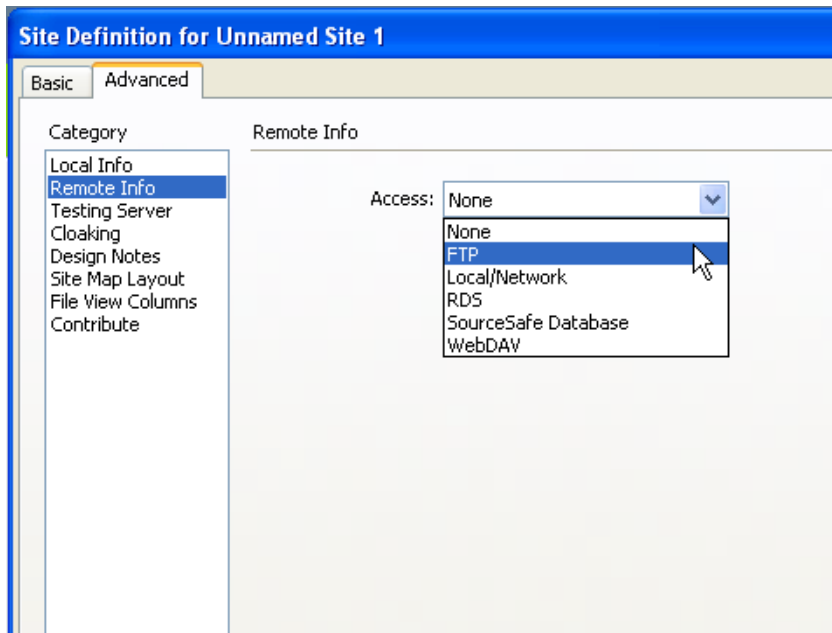 Site Definition for Unnamed Site 1
Basic
Advanced
Category
Local Info
Remote Info
Testing Server
Cloaking
Design Notes
Site Map Layout
File View Columns
Contribute
Remote Info
Access: None
None
FTP
Local/Network
RDS
SourceSafe Database
WebDAV